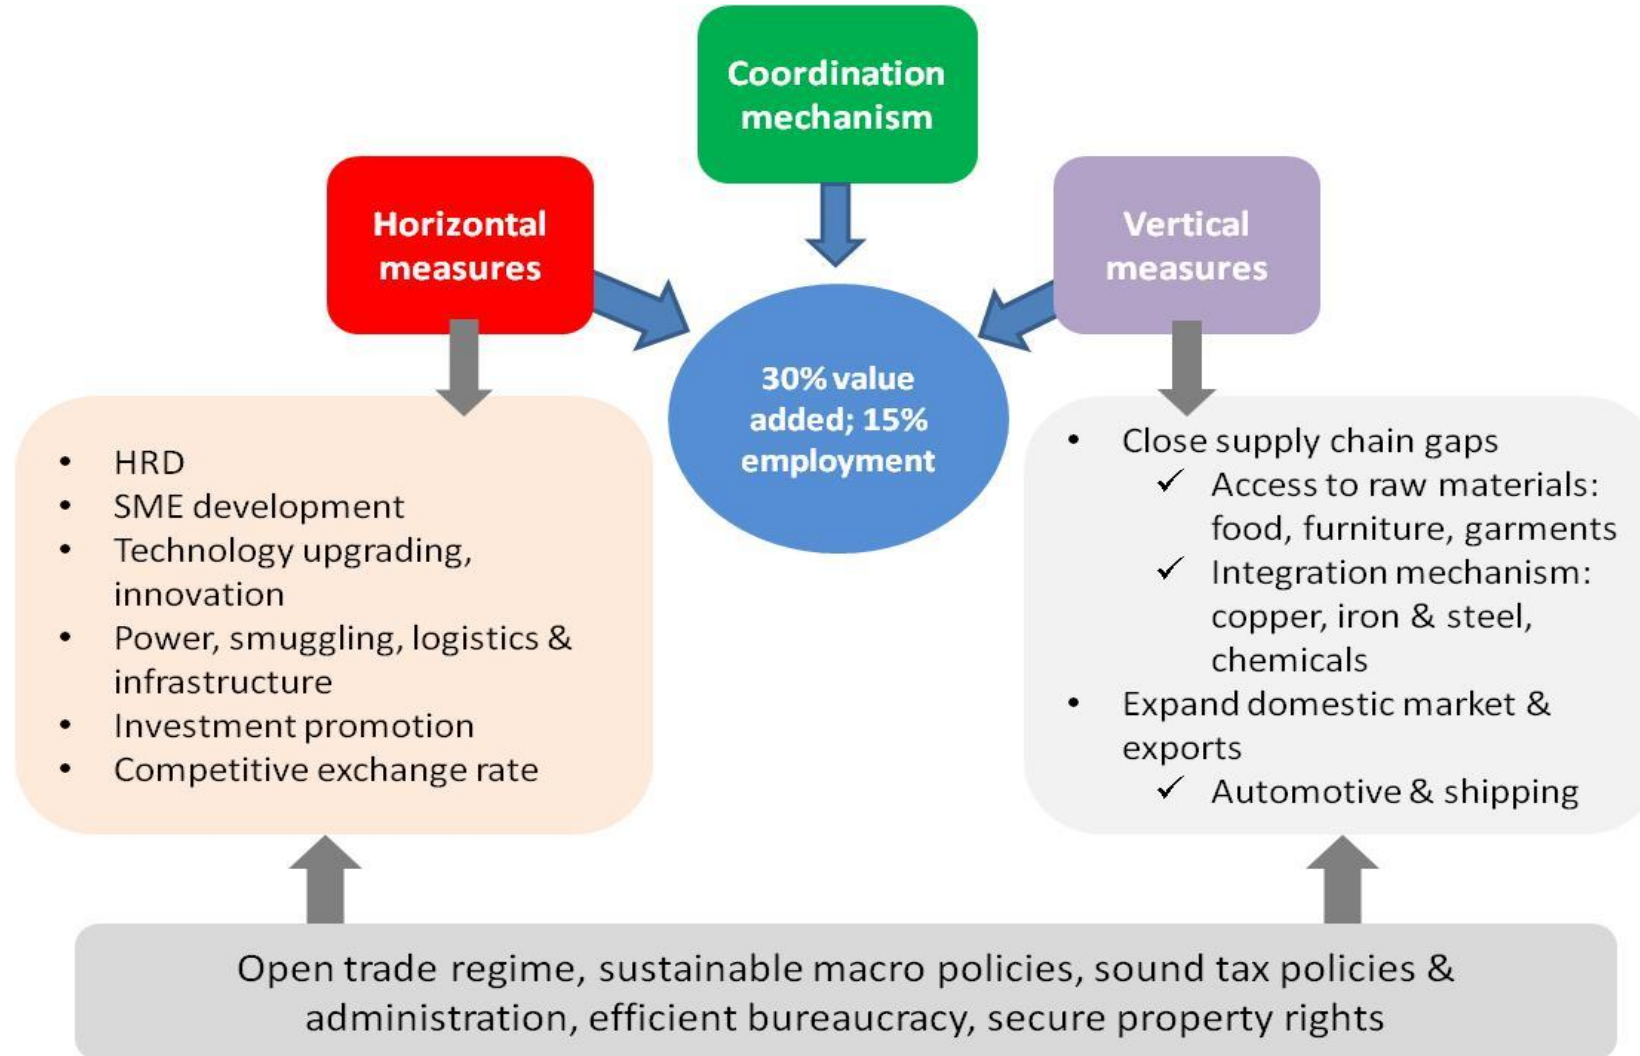 Coordination
mechanism
Horizontal
measures
Vertical
measures
30% value
added; 15%
employment
• HRD
• SME development
• Technology upgrading,
innovation
• Power, smuggling, logistics &
infrastructure
• Investment promotion
• Competitive exchange rate
• Close supply chain gaps
✓ Access to raw materials:
food, furniture, garments
✓ Integration mechanism:
copper, iron & steel,
chemicals
• Expand domestic market &
exports
✓ Automotive & shipping
Open trade regime, sustainable macro policies, sound tax policies &
administration, efficient bureaucracy, secure property rights